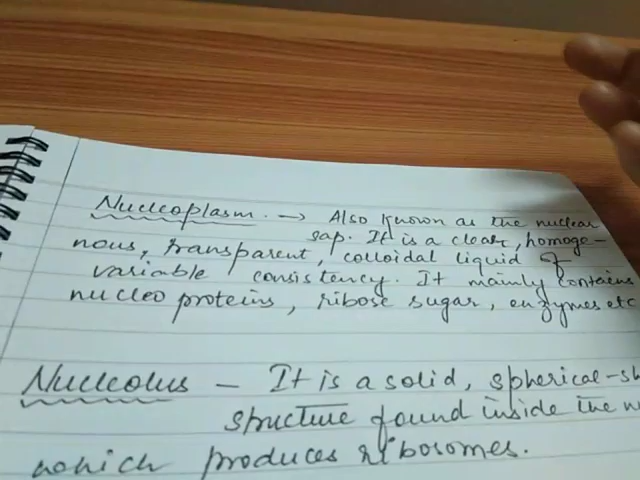 Nucleoplasm. → Also known as the nuclear
sap. It is a clear, homoge-
nous, transparent, colloidal liquid of
variable consistency. It mainly contains
nucleo proteins, ribose sugar, enzymes etc
Nucleolus - It is a solid, spherical-sh
structure found inside the
which produces ribosomes.